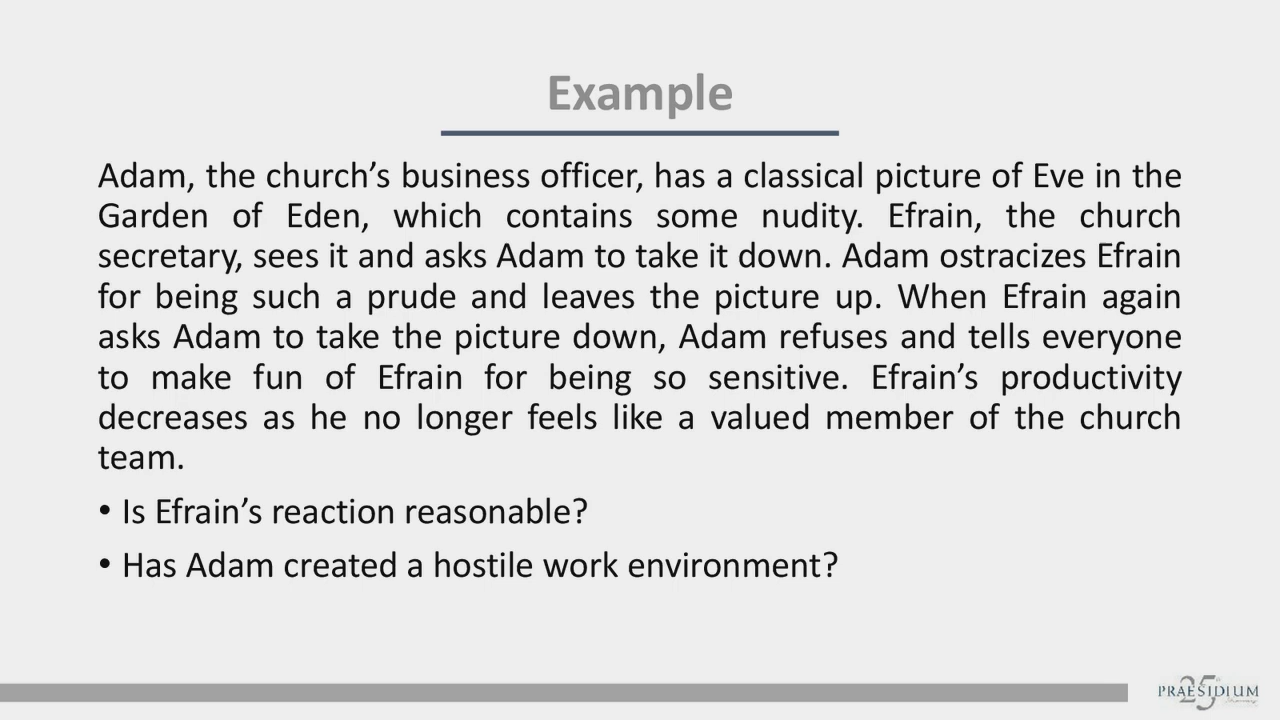 Example
Adam, the church’s business officer, has a classical picture of Eve in the
Garden of Eden, which contains some nudity. Efrain, the church
secretary, sees it and asks Adam to take it down. Adam ostracizes Efrain
for being such a prude and leaves the picture up. When Efrain again
asks Adam to take the picture down, Adam refuses and tells everyone
to make fun of Efrain for being so sensitive. Efrain’s productivity
decreases as he no longer feels like a valued member of the church
team.
• Is Efrain’s reaction reasonable?
• Has Adam created a hostile work environment?
25
PRAESIDIUM